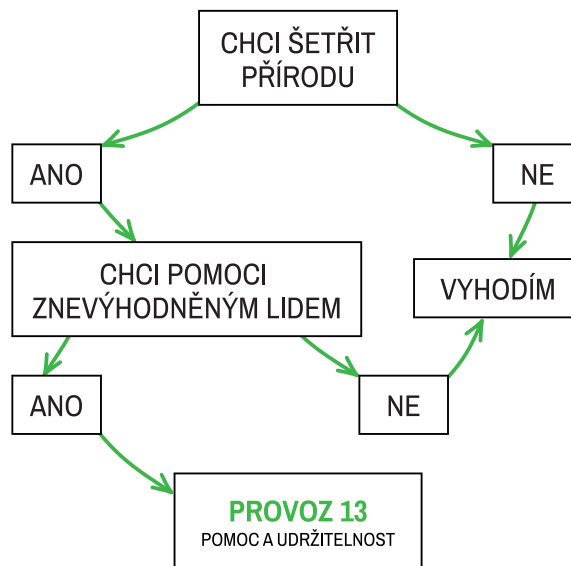 CHCI ŠETŘIT
PŘÍRODU
ANO
NE
CHCI POMOCI
ZNEVÝHODNĚNÝM LIDEM
VYHODÍM
ANO
NE
PROVOZ 13
POMOC A UDRŽITELNOST